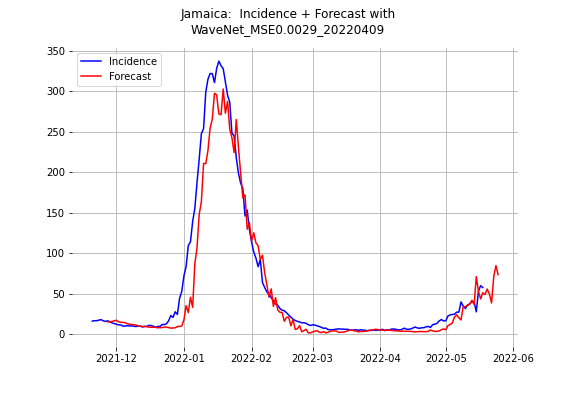 Jamaica:  Incidence + Forecast with
WaveNet_MSE0.0029_20220409
350
Incidence
Forecast
300
250
200
150
100
50
0
2021-12 2022-01 2022-02 2022-03 2022-04 2022-05 2022-06